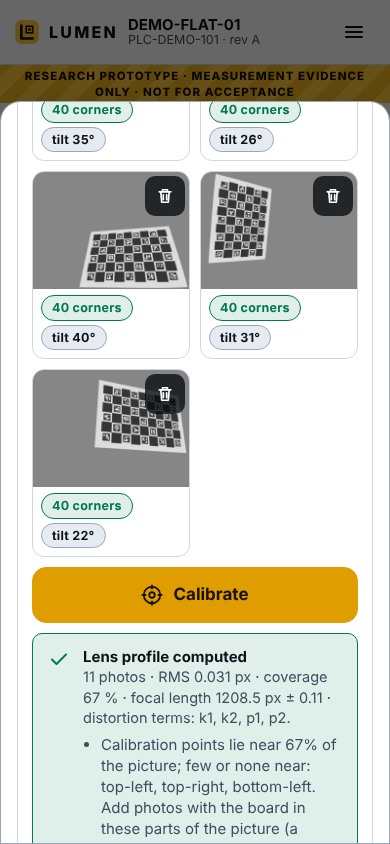 LUMEN
DEMO-FLAT-01
PLC-DEMO-101 · rev A
RESEARCH PROTOTYPE · MEASUREMENT EVIDENCE
ONLY · NOT FOR ACCEPTANCE
40 corners
tilt 35°
40 corners
tilt 26°
40 corners
tilt 40°
40 corners
tilt 31°
40 corners
tilt 22°
Calibrate
Lens profile computed
11 photos · RMS 0.031 px · coverage
67 % · focal length 1208.5 px ± 0.11 ·
distortion terms: k1, k2, p1, p2.
• Calibration points lie near 67% of
the picture; few or none near:
top-left, top-right, bottom-left.
Add photos with the board in
these parts of the picture (a